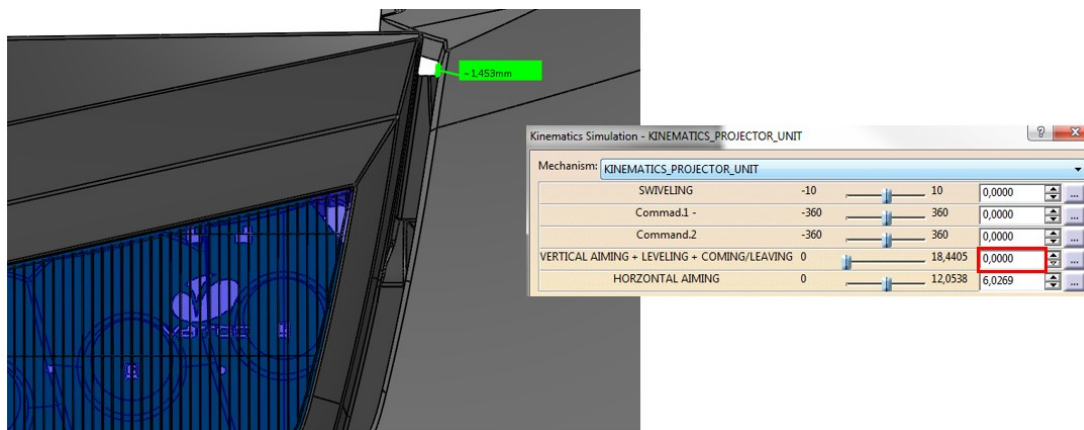 ~1,453mm
Kinematics Simulation - KINEMATICS_PROJECTOR_UNIT
Mechanism: KINEMATICS_PROJECTOR_UNIT
SWIVELING -10 10 0,0000 ...
Commad.1 - -360 360 0,0000 ...
Command.2 -360 360 0,0000 ...
VERTICAL AIMING + LEVELING + COMING/LEAVING 0 18,4405 0,0000 ...
HORZONTAL AIMING 0 12,0538 6,0269 ...